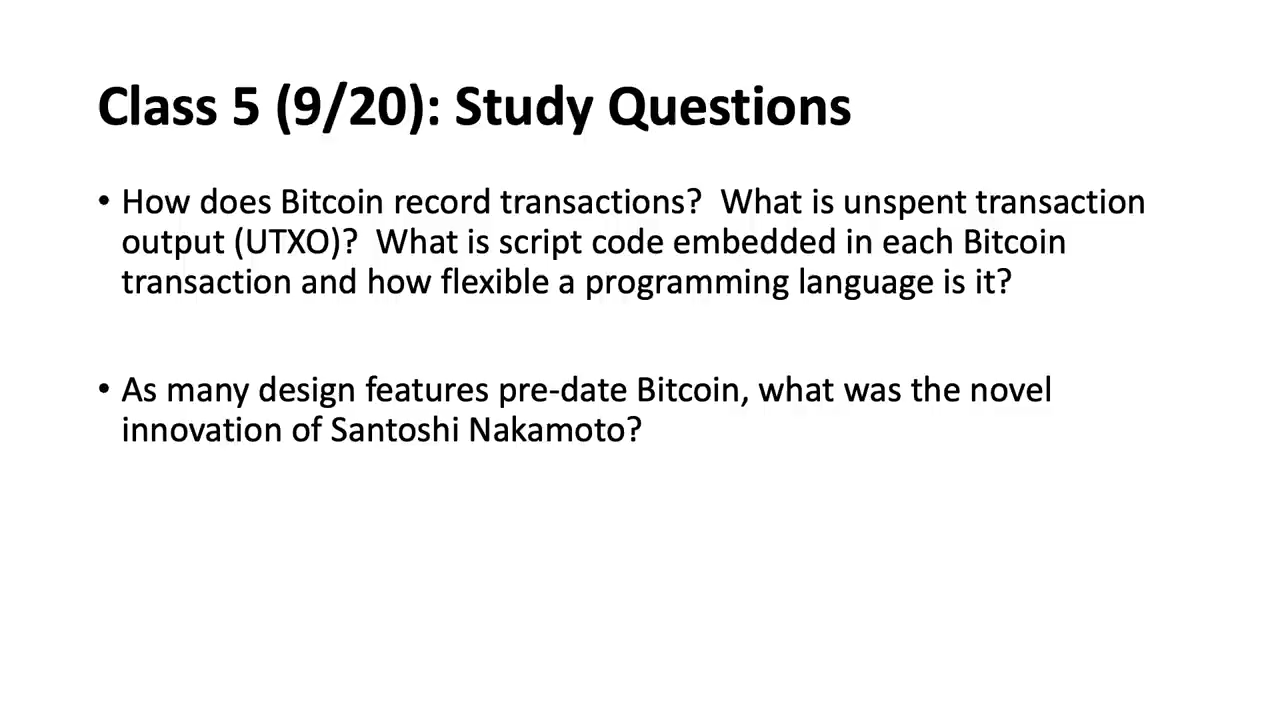 Class 5 (9/20): Study Questions
• How does Bitcoin record transactions?  What is unspent transaction
output (UTXO)?  What is script code embedded in each Bitcoin
transaction and how flexible a programming language is it?
• As many design features pre-date Bitcoin, what was the novel
innovation of Santoshi Nakamoto?